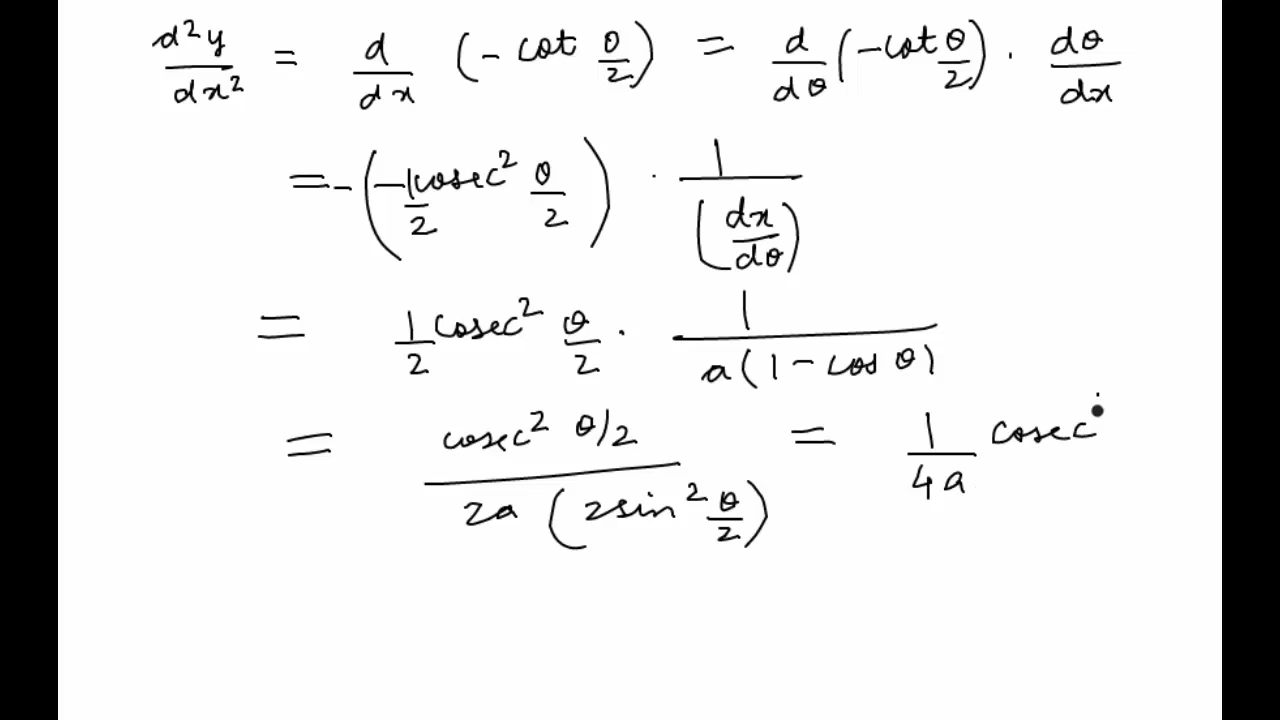 d²y/dx² = d/dx (- cot θ/2) = d/dθ (-cot θ/2) . dθ/dx
= -(-1/2 cosec² θ/2) . 1/(dx/dθ)
= 1/2 cosec² θ/2 . 1/a(1 - cos θ)
= cosec² θ/2 / 2a (2sin² θ/2) = 1/4a cosec